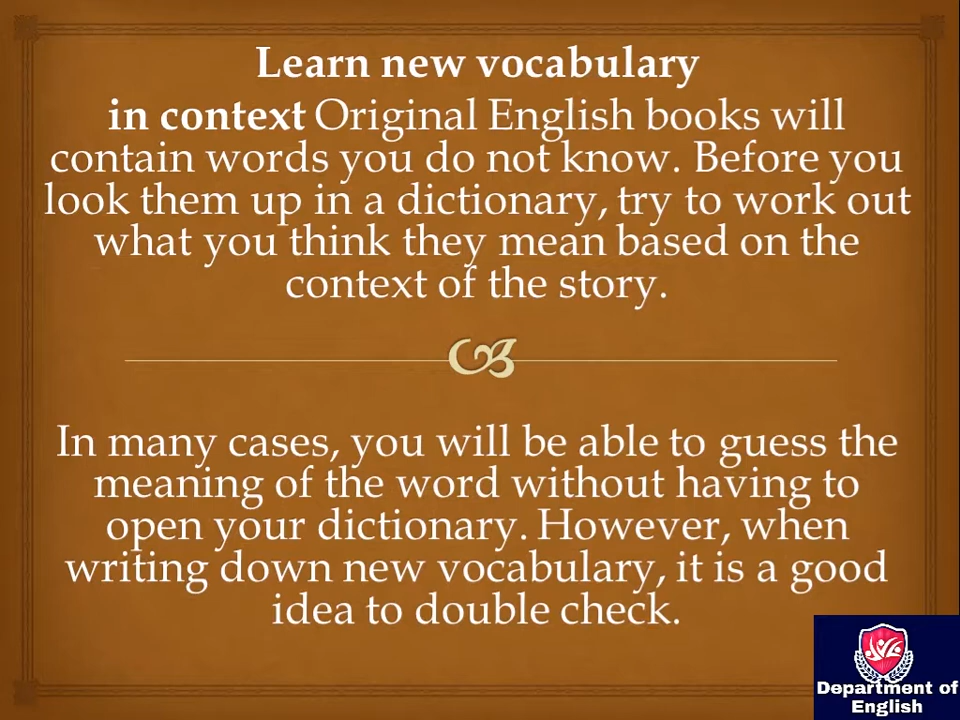 Learn new vocabulary
in context Original English books will
contain words you do not know. Before you
look them up in a dictionary, try to work out
what you think they mean based on the
context of the story.
In many cases, you will be able to guess the
meaning of the word without having to
open your dictionary. However, when
writing down new vocabulary, it is a good
idea to double check.
Department of
English